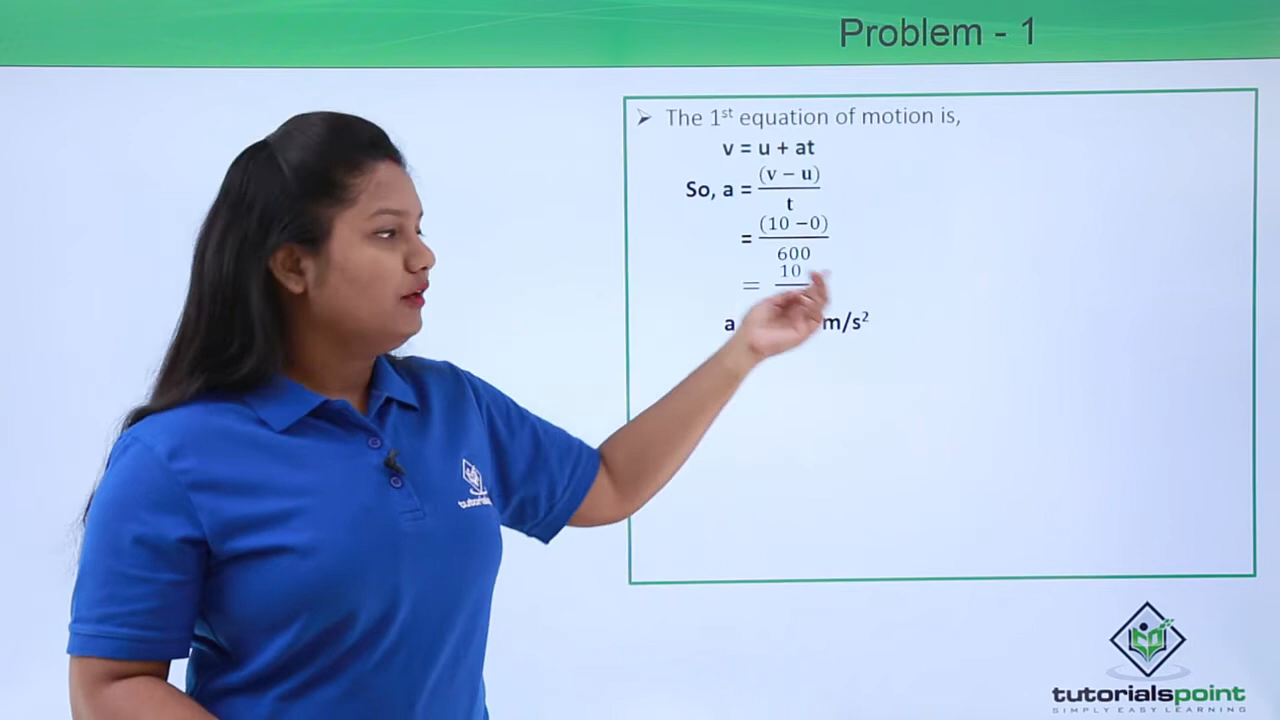 Problem - 1
➢ The 1st equation of motion is,
v = u + at
So, a = (v − u)
t
= (10 −0)
600
= 10
a m/s²
tutorials
tutorialspoint
SIMPLY EASY LEARNING